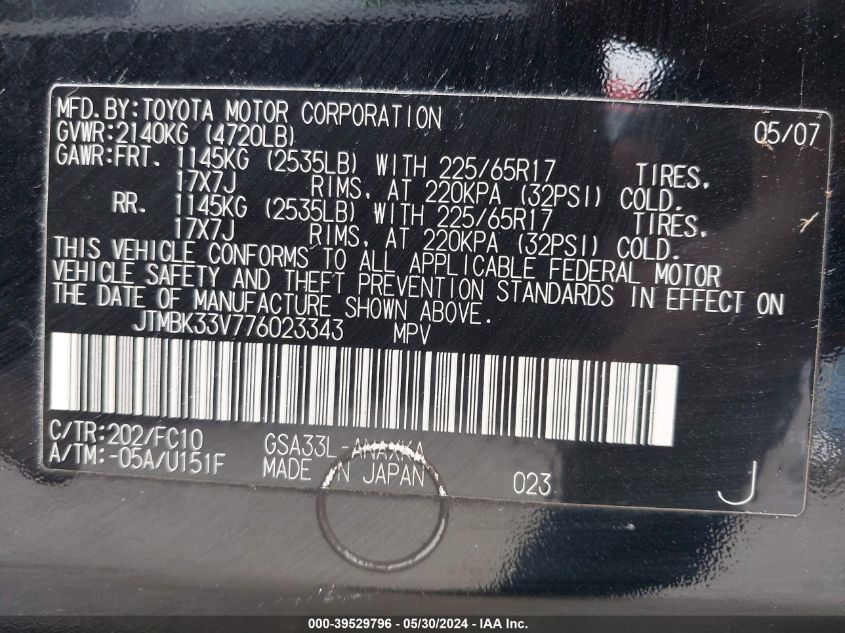 MFD.BY:TOYOTA MOTOR CORPORATION 05/07
GVWR:2140KG (4720LB)
GAWR:FRT. 1145KG (2535LB) WITH 225/65R17 TIRES,
17X7J RIMS, AT 220KPA (32PSI) COLD.
RR. 1145KG (2535LB) WITH 225/65R17 TIRES,
17X7J RIMS, AT 220KPA (32PSI) COLD.
THIS VEHICLE CONFORMS TO ALL APPLICABLE FEDERAL MOTOR
VEHICLE SAFETY AND THEFT PREVENTION STANDARDS IN EFFECT ON
THE DATE OF MANUFACTURE SHOWN ABOVE.
JTMBK33V776023343 MPV
C/TR:202/FC10 GSA33L-ANAXKA
A/TM:-05A/U151F MADE IN JAPAN 023 J
000-39529796 - 05/30/2024 - IAA Inc.